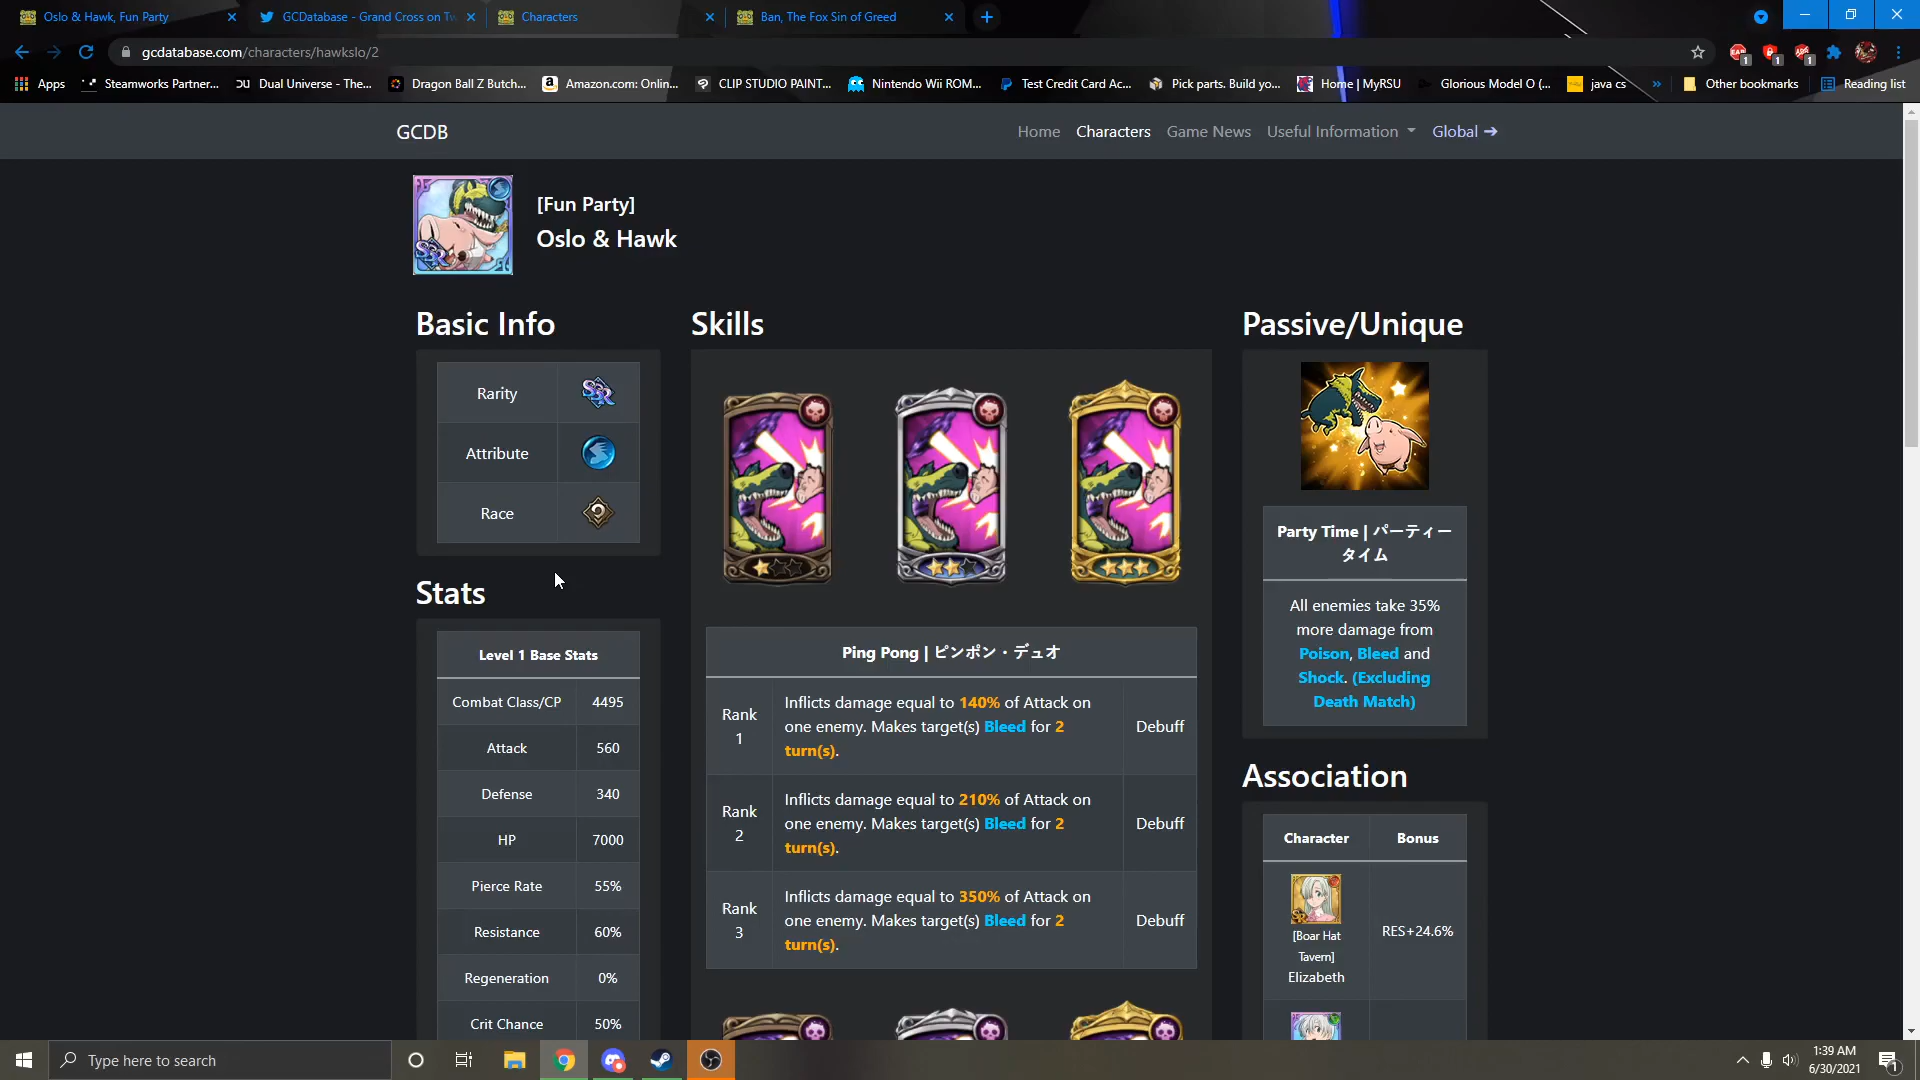 Oslo & Hawk, Fun Party
GCDatabase - Grand Cross on Tw
Characters
Ban, The Fox Sin of Greed
gcdatabase.com/characters/hawkslo/2
Apps
Steamworks Partner...
Dual Universe - The...
Dragon Ball Z Butch...
Amazon.com: Onlin...
CLIP STUDIO PAINT...
Nintendo Wii ROM...
Test Credit Card Ac...
Pick parts. Build yo...
Home | MyRSU
Glorious Model O (...
java cs
»
Other bookmarks
Reading list
GCDB
Home
Characters
Game News
Useful Information
Global ➔
[Fun Party]
Oslo & Hawk
Basic Info
Rarity
SSR
Attribute
Race
Stats
Level 1 Base Stats
Combat Class/CP 4495
Attack 560
Defense 340
HP 7000
Pierce Rate 55%
Resistance 60%
Regeneration 0%
Crit Chance 50%
Skills
Ping Pong | ピンポン・デュオ
Rank
1
Inflicts damage equal to 140% of Attack on
one enemy. Makes target(s) Bleed for 2
turn(s).
Debuff
Rank
2
Inflicts damage equal to 210% of Attack on
one enemy. Makes target(s) Bleed for 2
turn(s).
Debuff
Rank
3
Inflicts damage equal to 350% of Attack on
one enemy. Makes target(s) Bleed for 2
turn(s).
Debuff
Passive/Unique
Party Time | パーティー
タイム
All enemies take 35%
more damage from
Poison, Bleed and
Shock. (Excluding
Death Match)
Association
Character Bonus
[Boar Hat
Tavern]
Elizabeth
RES+24.6%
Type here to search
1:39 AM
6/30/2021
1